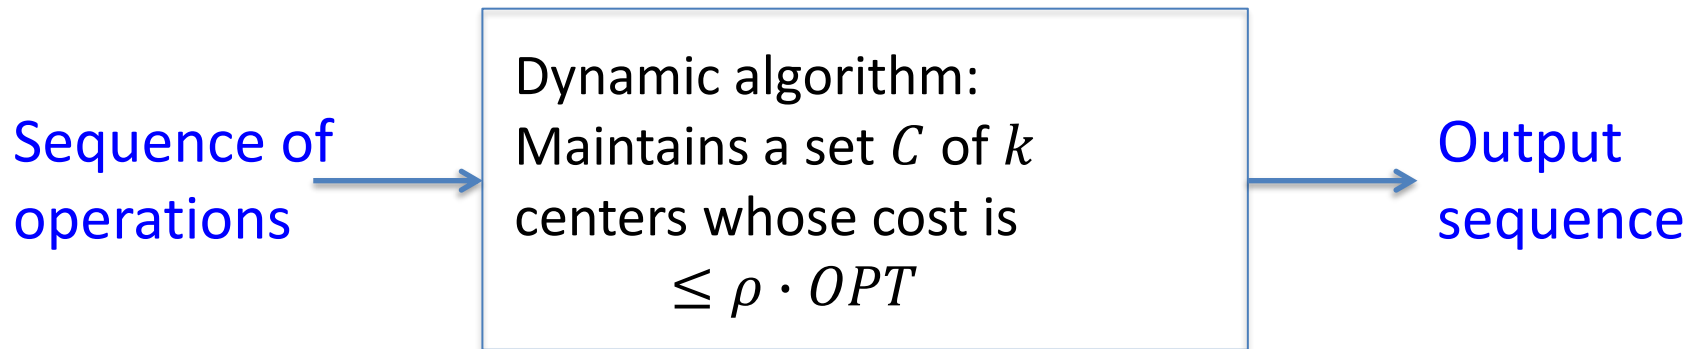 Sequence of
operations
Dynamic algorithm:
Maintains a set 𝐶 of 𝑘
centers whose cost is
≤ 𝜌 ⋅ 𝑂𝑃𝑇
Output
sequence